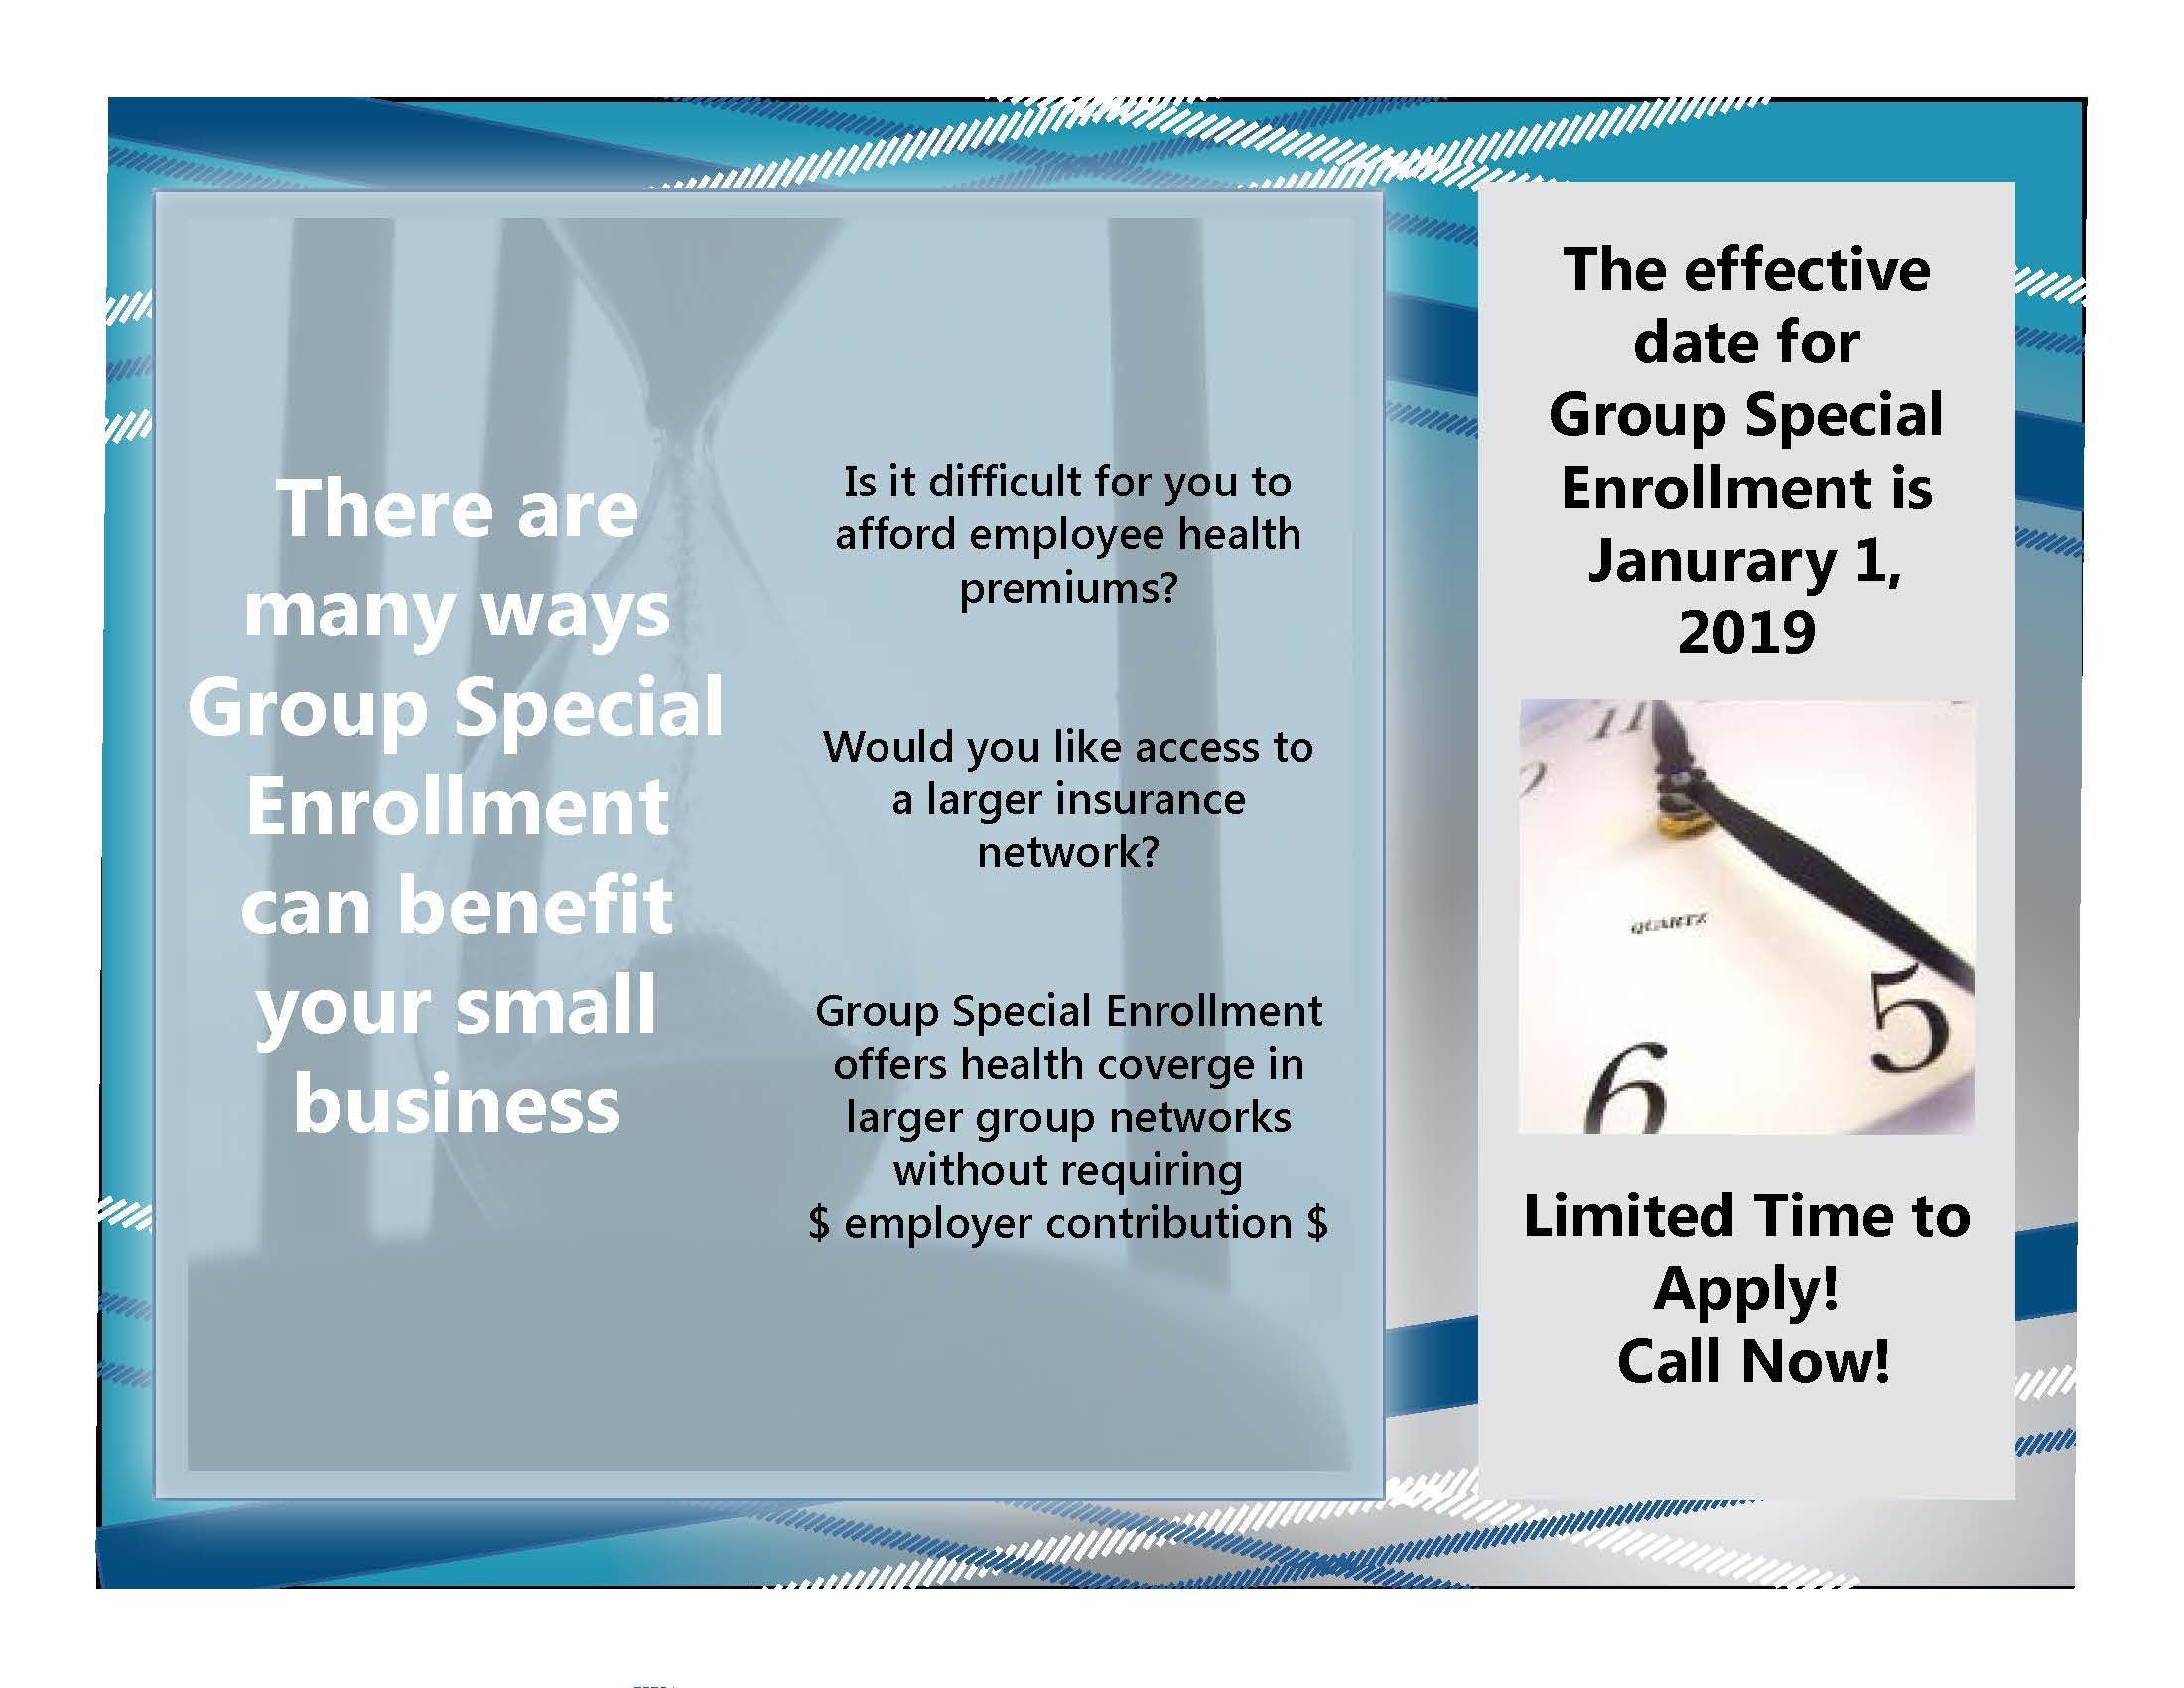 There are
many ways
Group Special
Enrollment
can benefit
your small
business
Is it difficult for you to
afford employee health
premiums?
Would you like access to
a larger insurance
network?
Group Special Enrollment
offers health coverge in
larger group networks
without requiring
$ employer contribution $
The effective
date for
Group Special
Enrollment is
Janurary 1,
2019
11
QUARTZ
5
6
Limited Time to
Apply!
Call Now!